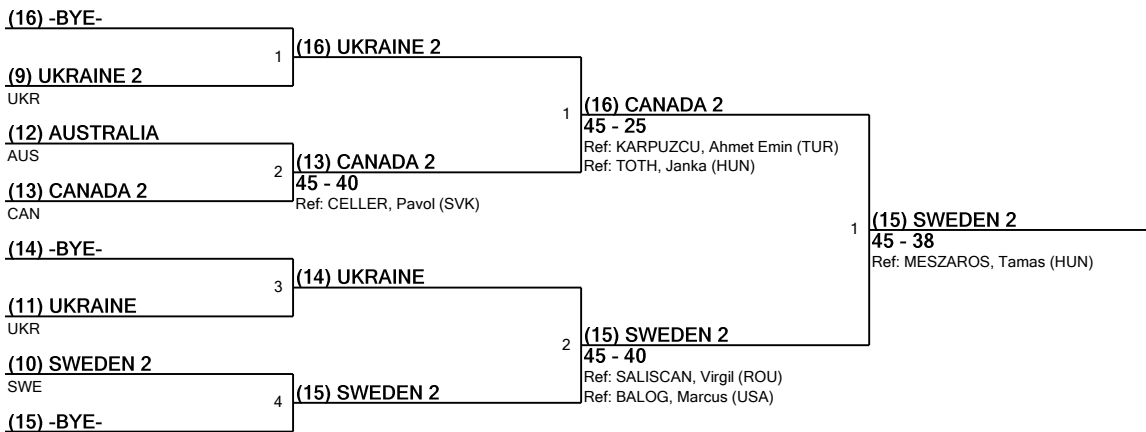 (16) -BYE-
1
(9) UKRAINE 2
UKR
(12) AUSTRALIA
AUS
2
(13) CANADA 2
CAN
(14) -BYE-
3
(11) UKRAINE
UKR
(10) SWEDEN 2
SWE
4
(15) -BYE-
(16) UKRAINE 2
1
(13) CANADA 2
45 - 40
Ref: CELLER, Pavol (SVK)
(14) UKRAINE
2
(15) SWEDEN 2
(16) CANADA 2
45 - 25
Ref: KARPUZCU, Ahmet Emin (TUR)
Ref: TOTH, Janka (HUN)
1
(15) SWEDEN 2
45 - 40
Ref: SALISCAN, Virgil (ROU)
Ref: BALOG, Marcus (USA)
(15) SWEDEN 2
45 - 38
Ref: MESZAROS, Tamas (HUN)